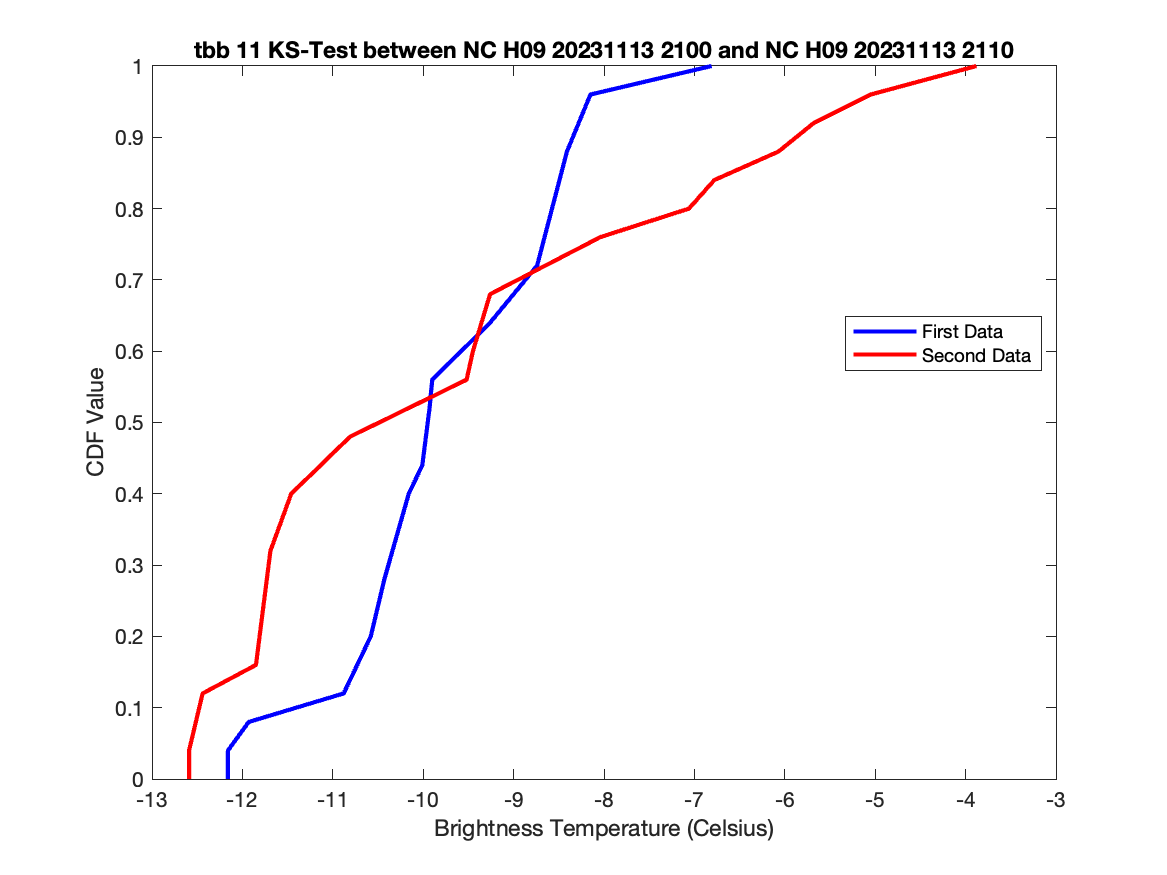 tbb 11 KS-Test between NC H09 20231113 2100 and NC H09 20231113 2110
1
0.9
0.8
0.7
0.6
0.5
0.4
0.3
0.2
0.1
0
CDF Value
First Data
Second Data
-13 -12 -11 -10 -9 -8 -7 -6 -5 -4 -3
Brightness Temperature (Celsius)